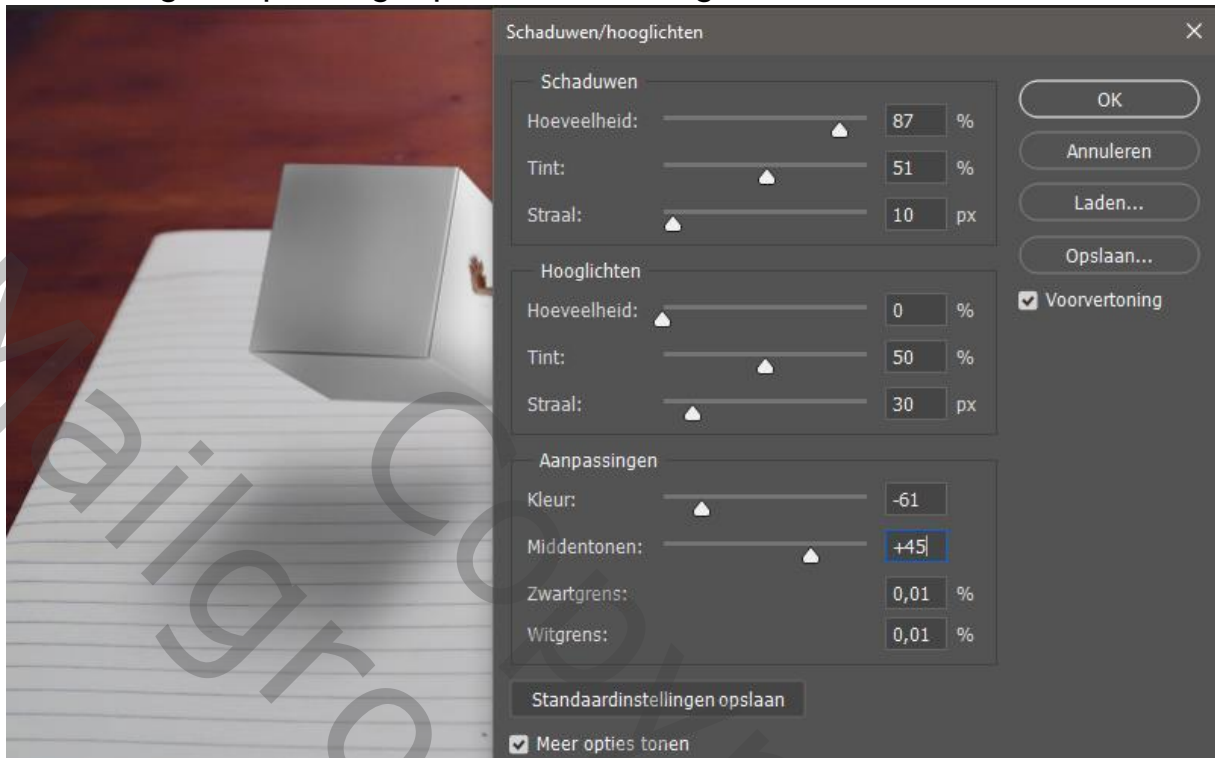 Schaduwen/hooglichten
Schaduwen
Hoeveelheid: 87 %
Tint: 51 %
Straal: 10 px
Hooglichten
Hoeveelheid: 0 %
Tint: 50 %
Straal: 30 px
Aanpassingen
Kleur: -61
Middentonen: +45
Zwartgrens: 0,01 %
Witgrens: 0,01 %
Standaardinstellingen opslaan
Meer opties tonen
OK
Annuleren
Laden...
Opslaan...
Voorvertoning